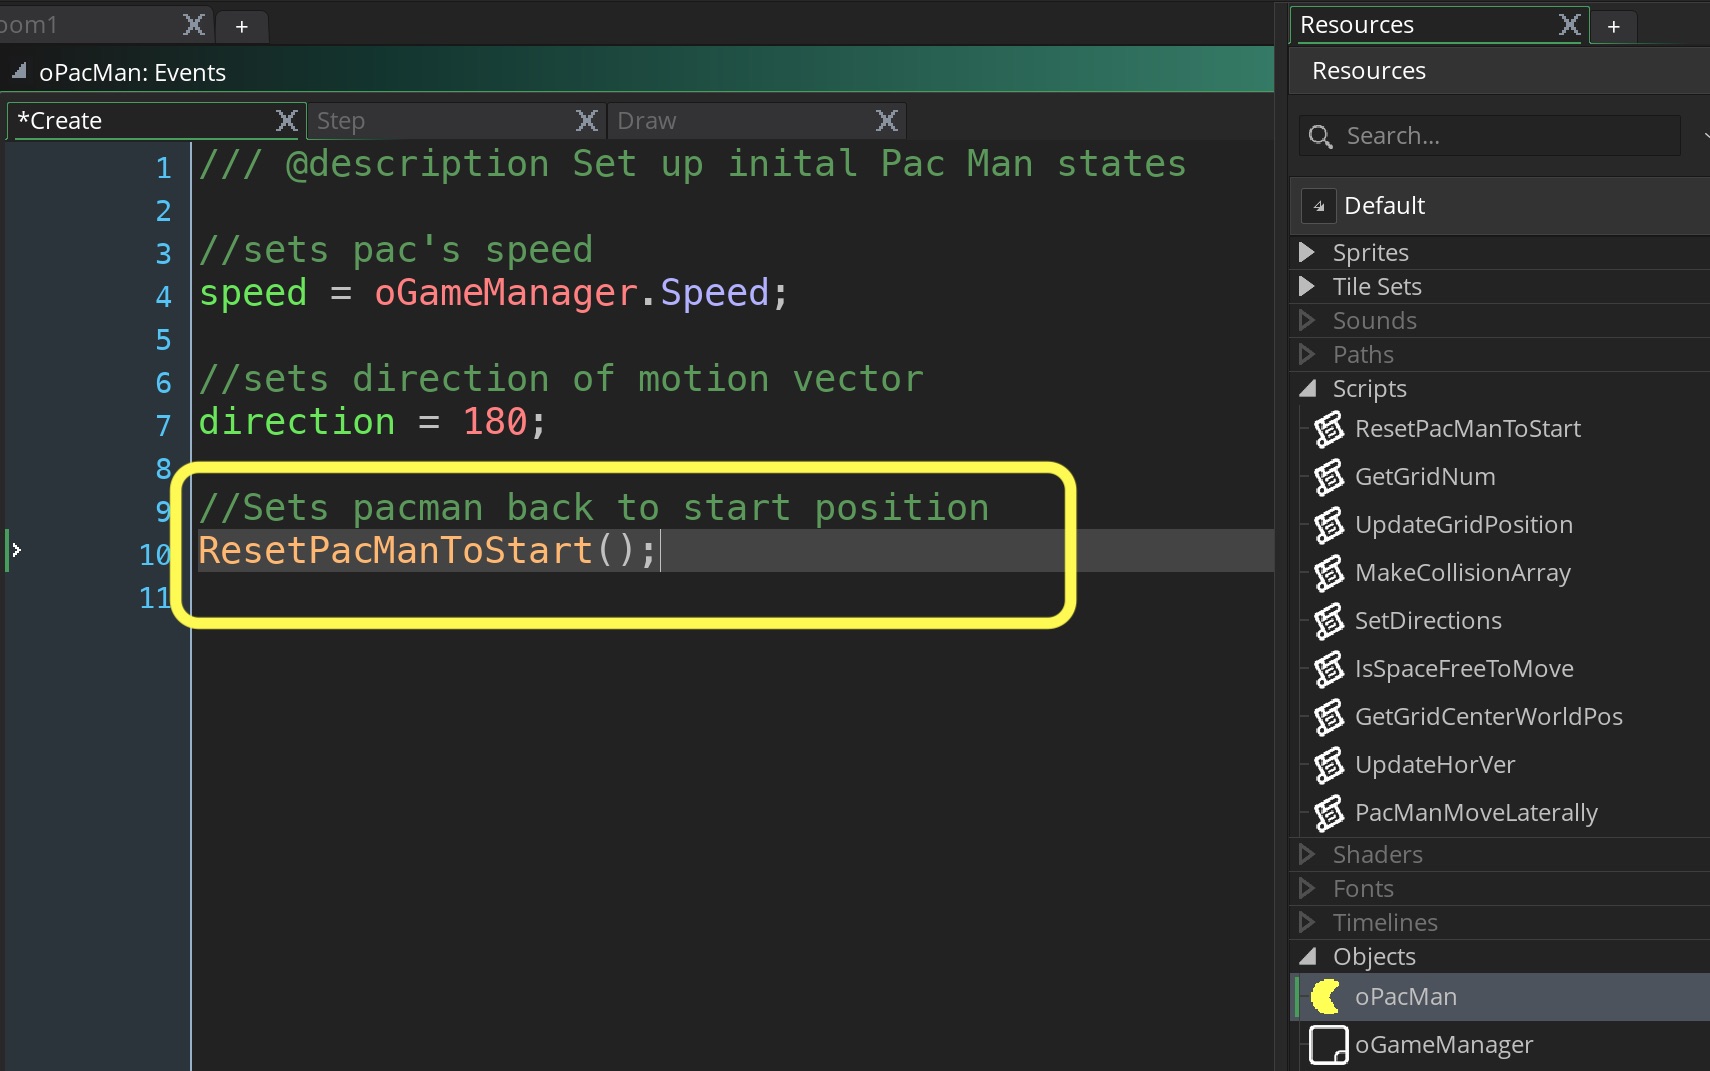 oom1
+
oPacMan: Events
*Create
Step
Draw
1 /// @description Set up inital Pac Man states
2
3 //sets pac's speed
4 speed = oGameManager.Speed;
5
6 //sets direction of motion vector
7 direction = 180;
8
9 //Sets pacman back to start position
10 ResetPacManToStart();
11
Resources
+
Resources
Search...
Default
Sprites
Tile Sets
Sounds
Paths
Scripts
ResetPacManToStart
GetGridNum
UpdateGridPosition
MakeCollisionArray
SetDirections
IsSpaceFreeToMove
GetGridCenterWorldPos
UpdateHorVer
PacManMoveLaterally
Shaders
Fonts
Timelines
Objects
oPacMan
oGameManager